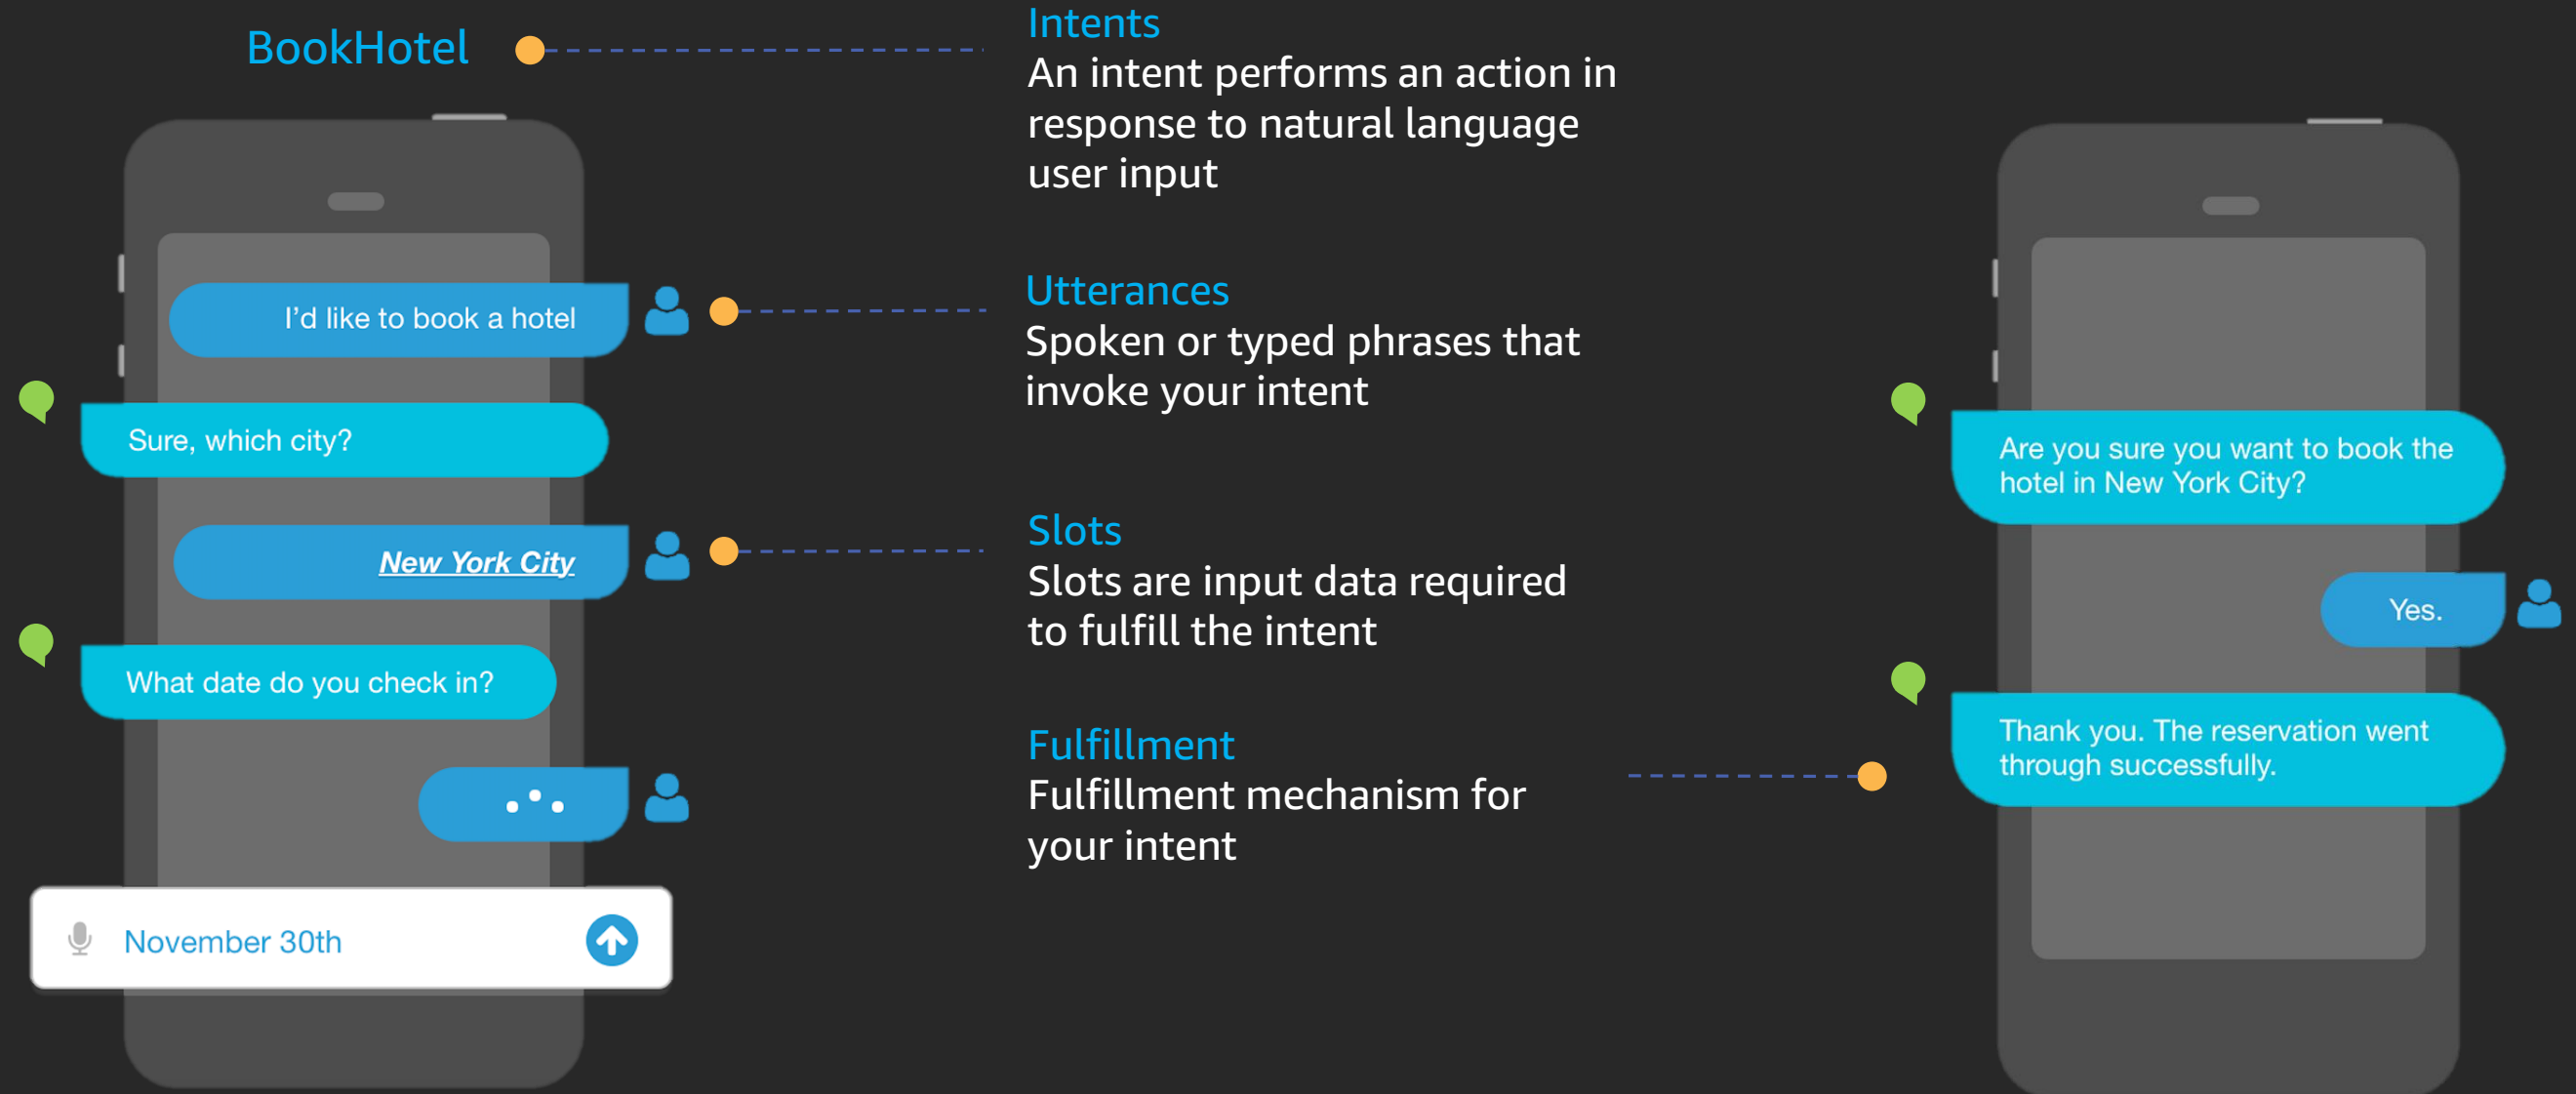 BookHotel
I’d like to book a hotel
Sure, which city?
New York City
What date do you check in?
November 30th
Intents
An intent performs an action in
response to natural language
user input
Utterances
Spoken or typed phrases that
invoke your intent
Slots
Slots are input data required
to fulfill the intent
Fulfillment
Fulfillment mechanism for
your intent
Are you sure you want to book the
hotel in New York City?
Yes.
Thank you. The reservation went
through successfully.